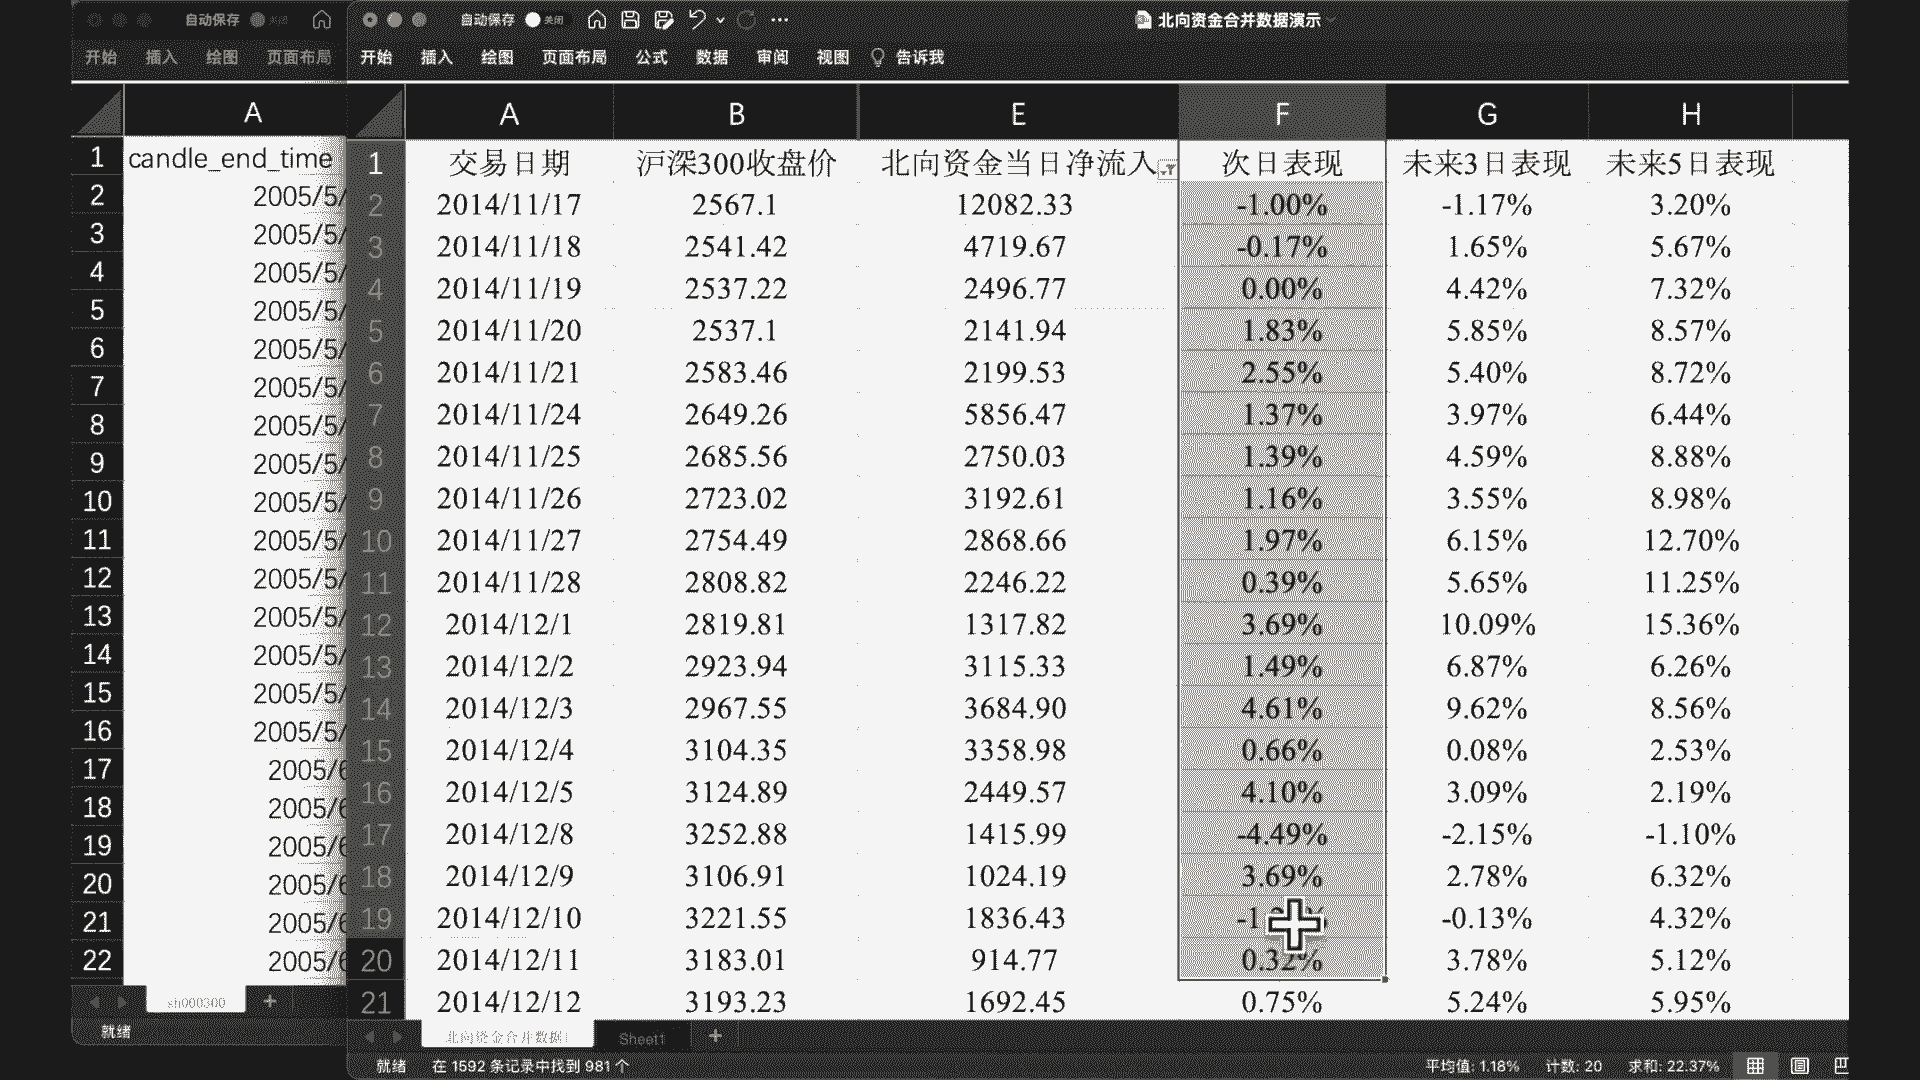 自动保存 关闭
开始 插入 绘图 页面布局
A
1 candle_end_time
2 2005/5/
3 2005/5/
4 2005/5/
5 2005/5/
6 2005/5/
7 2005/5/
8 2005/5/
9 2005/5/
10 2005/5/
11 2005/5/
12 2005/5/
13 2005/5/
14 2005/5/
15 2005/5/
16 2005/5/
17 2005/6
18 2005/6
19 2005/6
20 2005/6
21 2005/6
22 2005/6
sh000300 +
就绪
自动保存 关闭 北向资金合并数据演示
开始 插入 绘图 页面布局 公式 数据 审阅 视图 告诉我
A B E F G H
1 交易日期 沪深300收盘价 北向资金当日净流入 次日表现 未来3日表现 未来5日表现
2 2014/11/17 2567.1 12082.33 -1.00% -1.17% 3.20%
3 2014/11/18 2541.42 4719.67 -0.17% 1.65% 5.67%
4 2014/11/19 2537.22 2496.77 0.00% 4.42% 7.32%
5 2014/11/20 2537.1 2141.94 1.83% 5.85% 8.57%
6 2014/11/21 2583.46 2199.53 2.55% 5.40% 8.72%
7 2014/11/24 2649.26 5856.47 1.37% 3.97% 6.44%
8 2014/11/25 2685.56 2750.03 1.39% 4.59% 8.88%
9 2014/11/26 2723.02 3192.61 1.16% 3.55% 8.98%
10 2014/11/27 2754.49 2868.66 1.97% 6.15% 12.70%
11 2014/11/28 2808.82 2246.22 0.39% 5.65% 11.25%
12 2014/12/1 2819.81 1317.82 3.69% 10.09% 15.36%
13 2014/12/2 2923.94 3115.33 1.49% 6.87% 6.26%
14 2014/12/3 2967.55 3684.90 4.61% 9.62% 8.56%
15 2014/12/4 3104.35 3358.98 0.66% 0.08% 2.53%
16 2014/12/5 3124.89 2449.57 4.10% 3.09% 2.19%
17 2014/12/8 3252.88 1415.99 -4.49% -2.15% -1.10%
18 2014/12/9 3106.91 1024.19 3.69% 2.78% 6.32%
19 2014/12/10 3221.55 1836.43 -0.13% 4.32%
20 2014/12/11 3183.01 914.77 0.32% 3.78% 5.12%
21 2014/12/12 3193.23 1692.45 0.75% 5.24% 5.95%
北向资金合并数据 Sheet1 +
就绪 在 1592 条记录中找到 981 个 平均值: 1.18% 计数: 20 求和: 22.37%